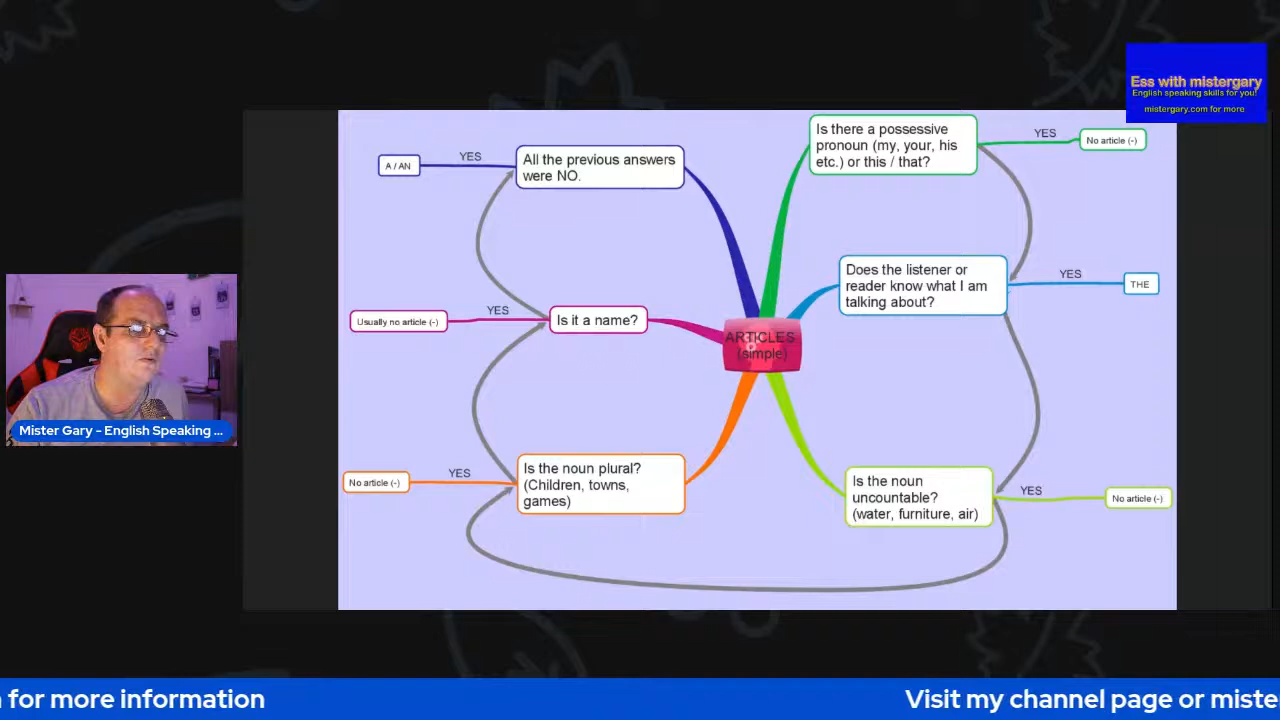 Ess with mistergary
English speaking skills for you!
mistergary.com for more
Is there a possessive
pronoun (my, your, his
etc.) or this / that?
YES
No article (-)
All the previous answers
were NO.
YES
A / AN
Does the listener or
reader know what I am
talking about?
YES
THE
Is it a name?
YES
Usually no article (-)
ARTICLES
(simple)
Is the noun plural?
(Children, towns,
games)
YES
No article (-)
Is the noun
uncountable?
(water, furniture, air)
YES
No article (-)
Mister Gary - English Speaking ...
for more information
Visit my channel page or miste